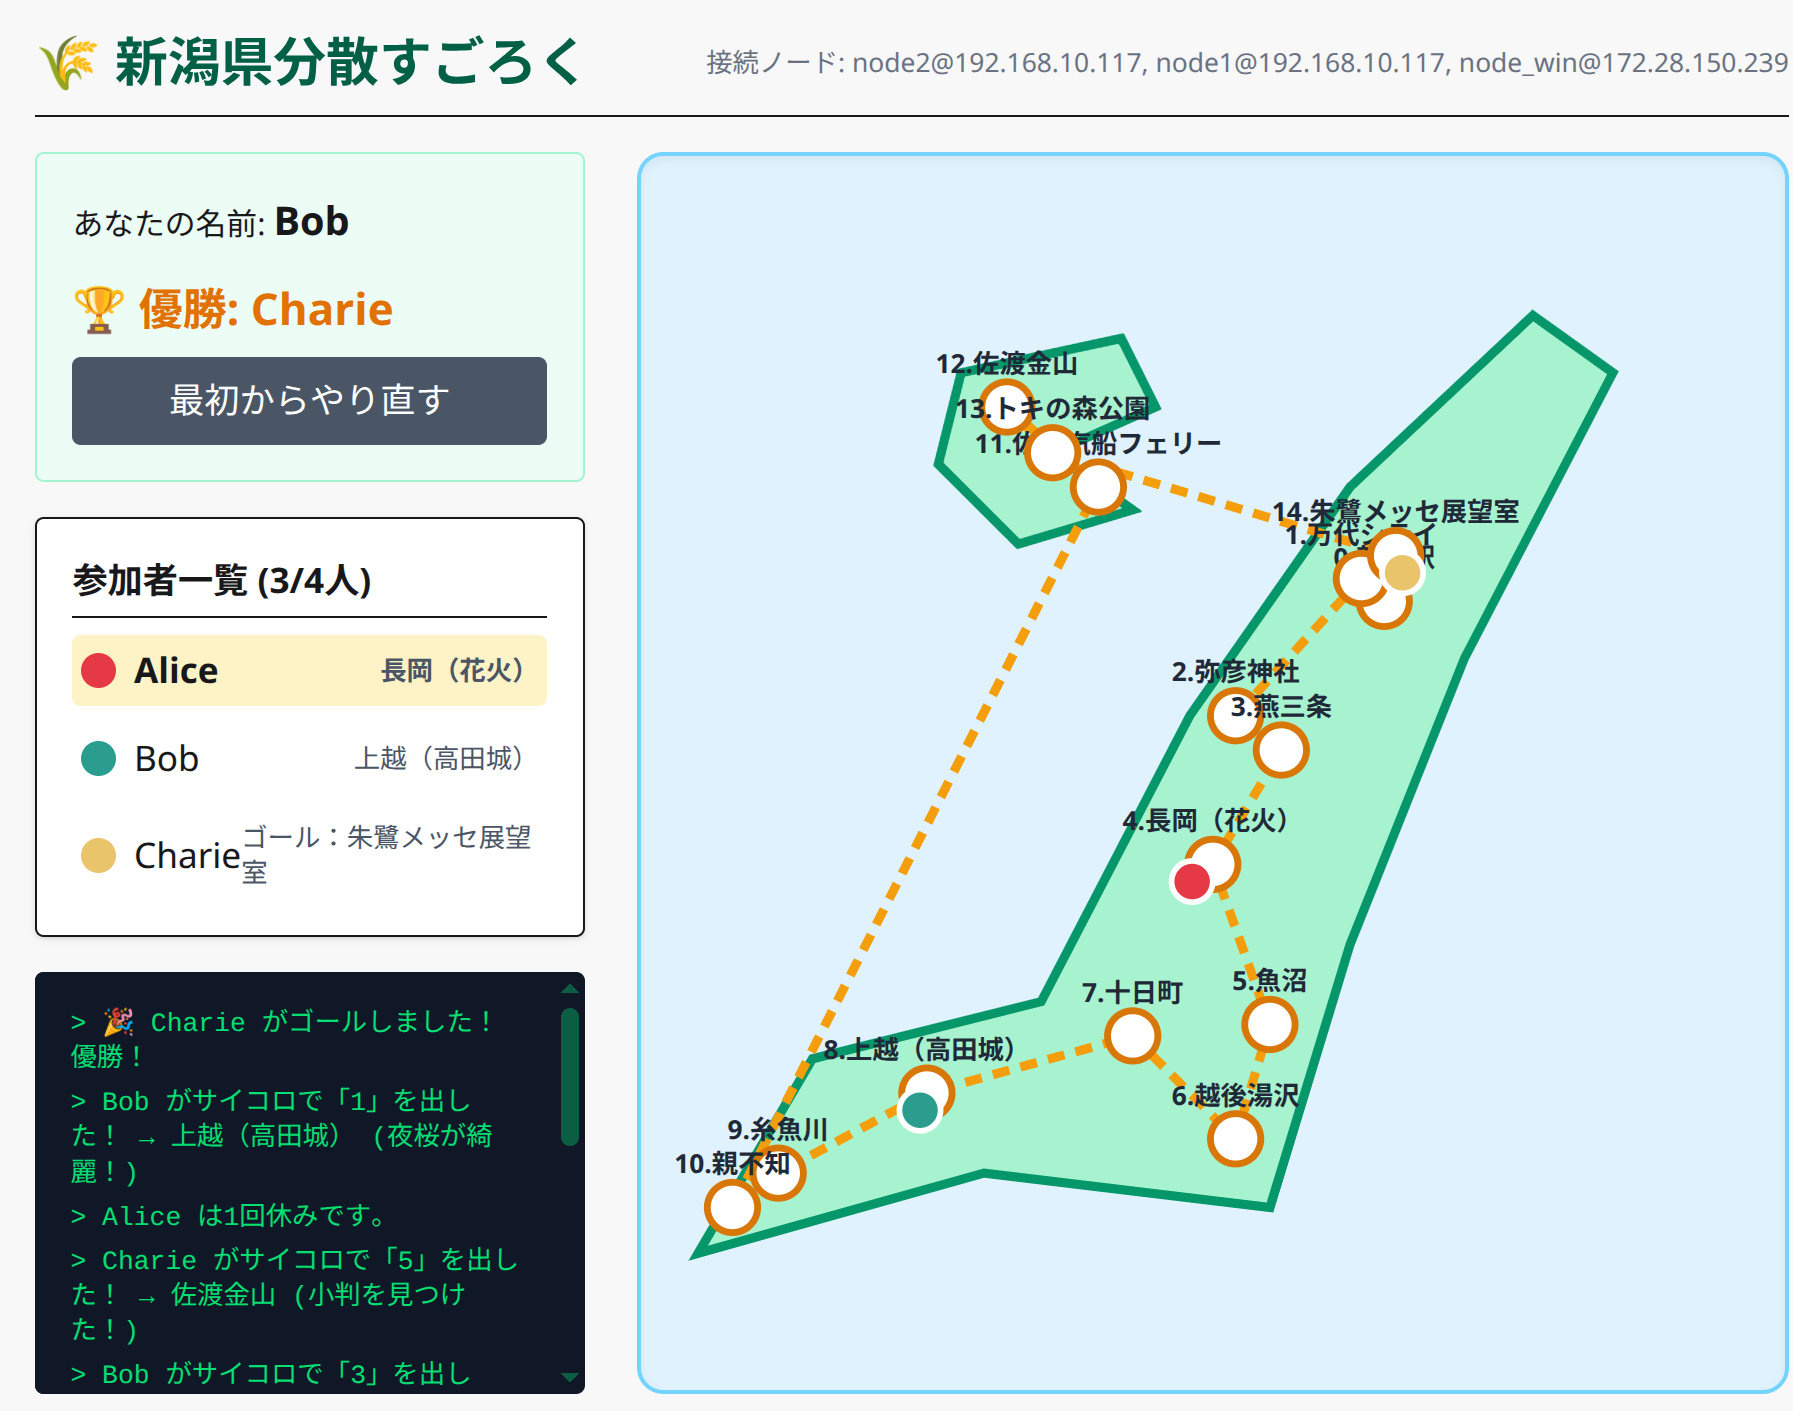 🌾 新潟県分散すごろく
接続ノード: node2@192.168.10.117, node1@192.168.10.117, node_win@172.28.150.239
あなたの名前: Bob
🏆 優勝: Charie
最初からやり直す
参加者一覧 (3/4人)
Alice 長岡（花火）
Bob 上越（高田城）
Charie ゴール：朱鷺メッセ展望
室
> 🎉 Charie がゴールしました！
優勝！
> Bob がサイコロで「1」を出し
た！ → 上越（高田城） (夜桜が綺
麗！)
> Alice は1回休みです。
> Charie がサイコロで「5」を出し
た！ → 佐渡金山 (小判を見つけ
た！)
> Bob がサイコロで「3」を出し
12.佐渡金山
13.トキの森公園
11.佐 汽船フェリー
14.朱鷺メッセ展望室
1.万代シテイ
0. 駅
2.弥彦神社
3.燕三条
4.長岡（花火）
5.魚沼
7.十日町
8.上越（高田城）
6.越後湯沢
9.糸魚川
10.親不知